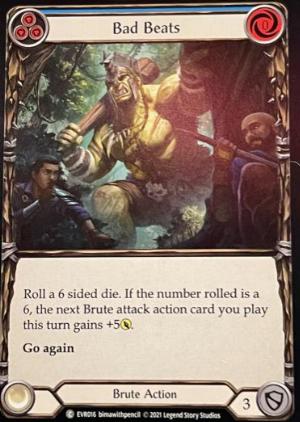 Bad Beats
0
Roll a 6 sided die. If the number rolled is a
6, the next Brute attack action card you play
this turn gains +5
Go again
Brute Action
3
C EVR016 bimawithpencil © 2021 Legend Story Studios